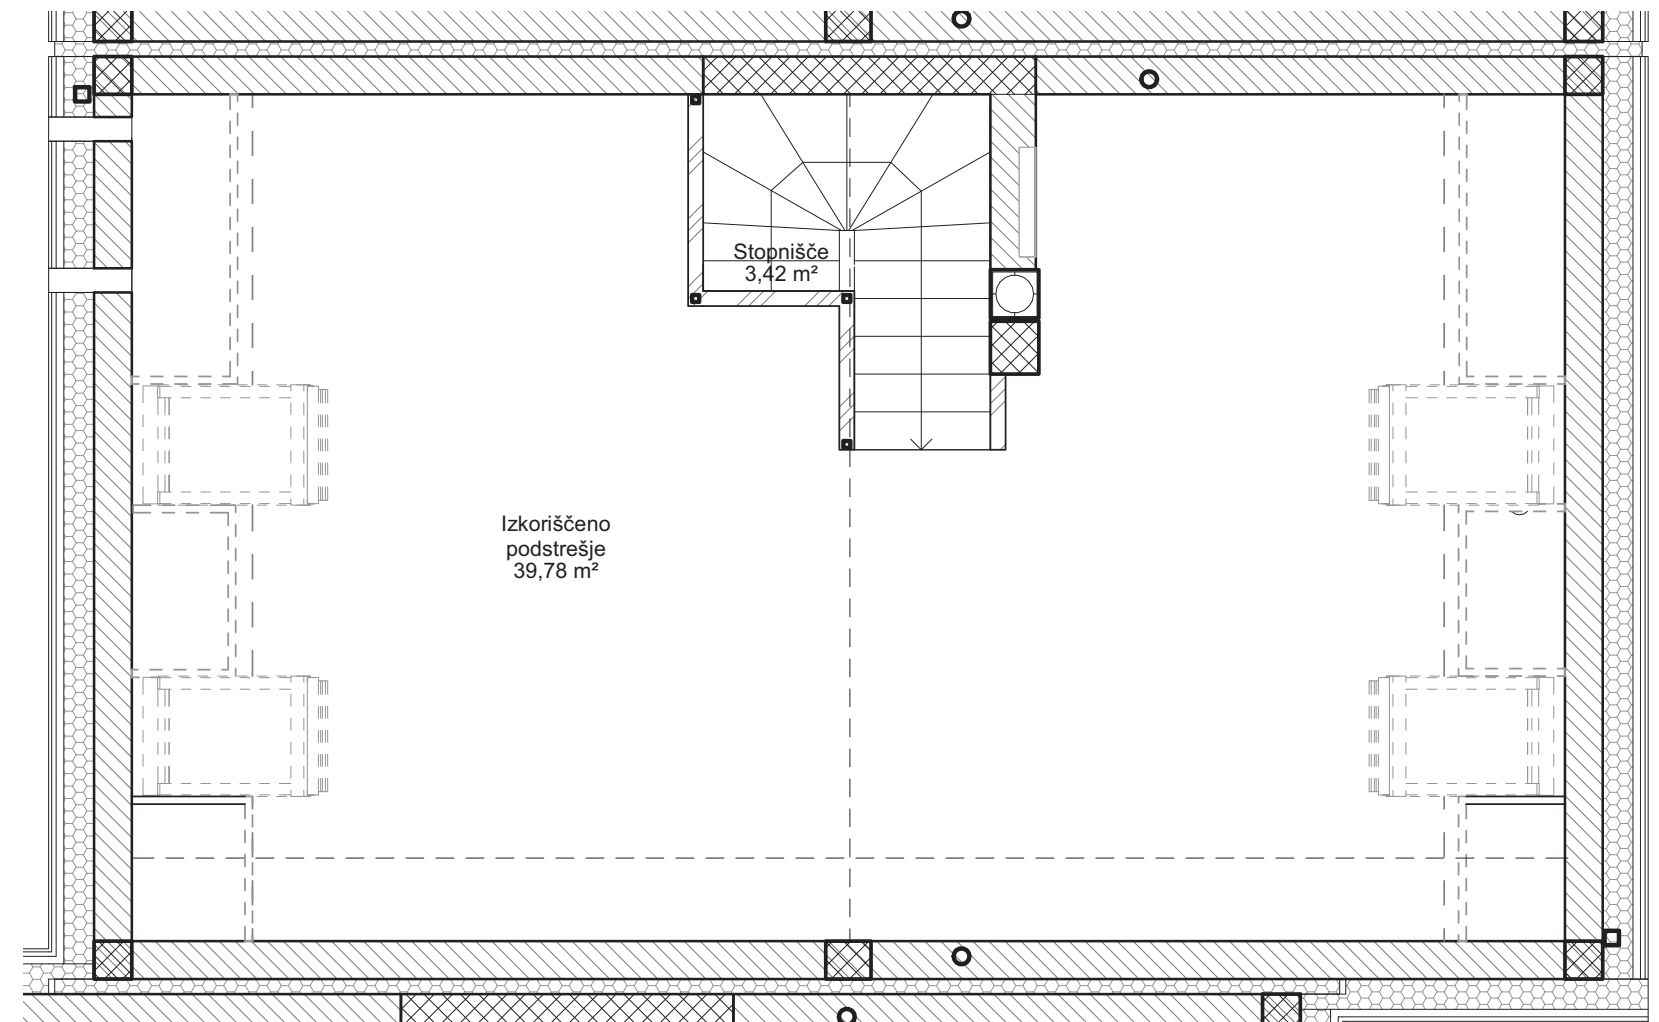 Stopnišče
3,42 m²
Izkoriščeno
podstrešje
39,78 m²